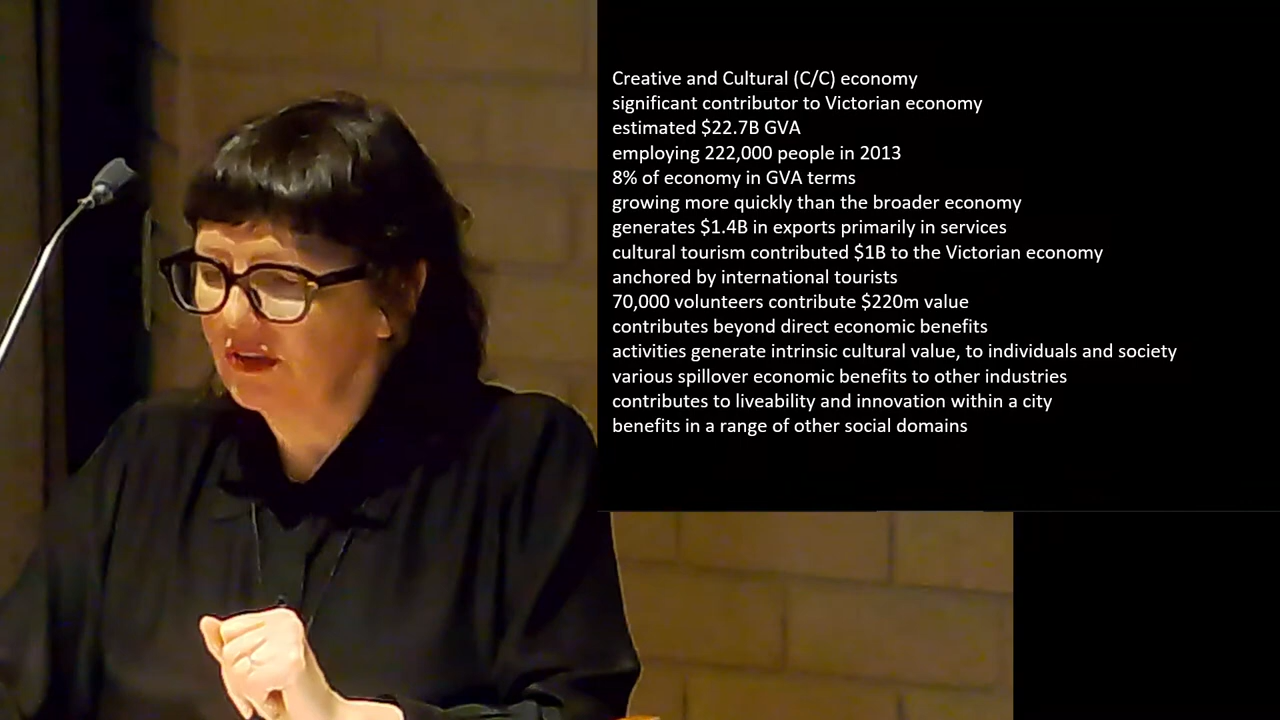 Creative and Cultural (C/C) economy
significant contributor to Victorian economy
estimated $22.7B GVA
employing 222,000 people in 2013
8% of economy in GVA terms
growing more quickly than the broader economy
generates $1.4B in exports primarily in services
cultural tourism contributed $1B to the Victorian economy
anchored by international tourists
70,000 volunteers contribute $220m value
contributes beyond direct economic benefits
activities generate intrinsic cultural value, to individuals and society
various spillover economic benefits to other industries
contributes to liveability and innovation within a city
benefits in a range of other social domains